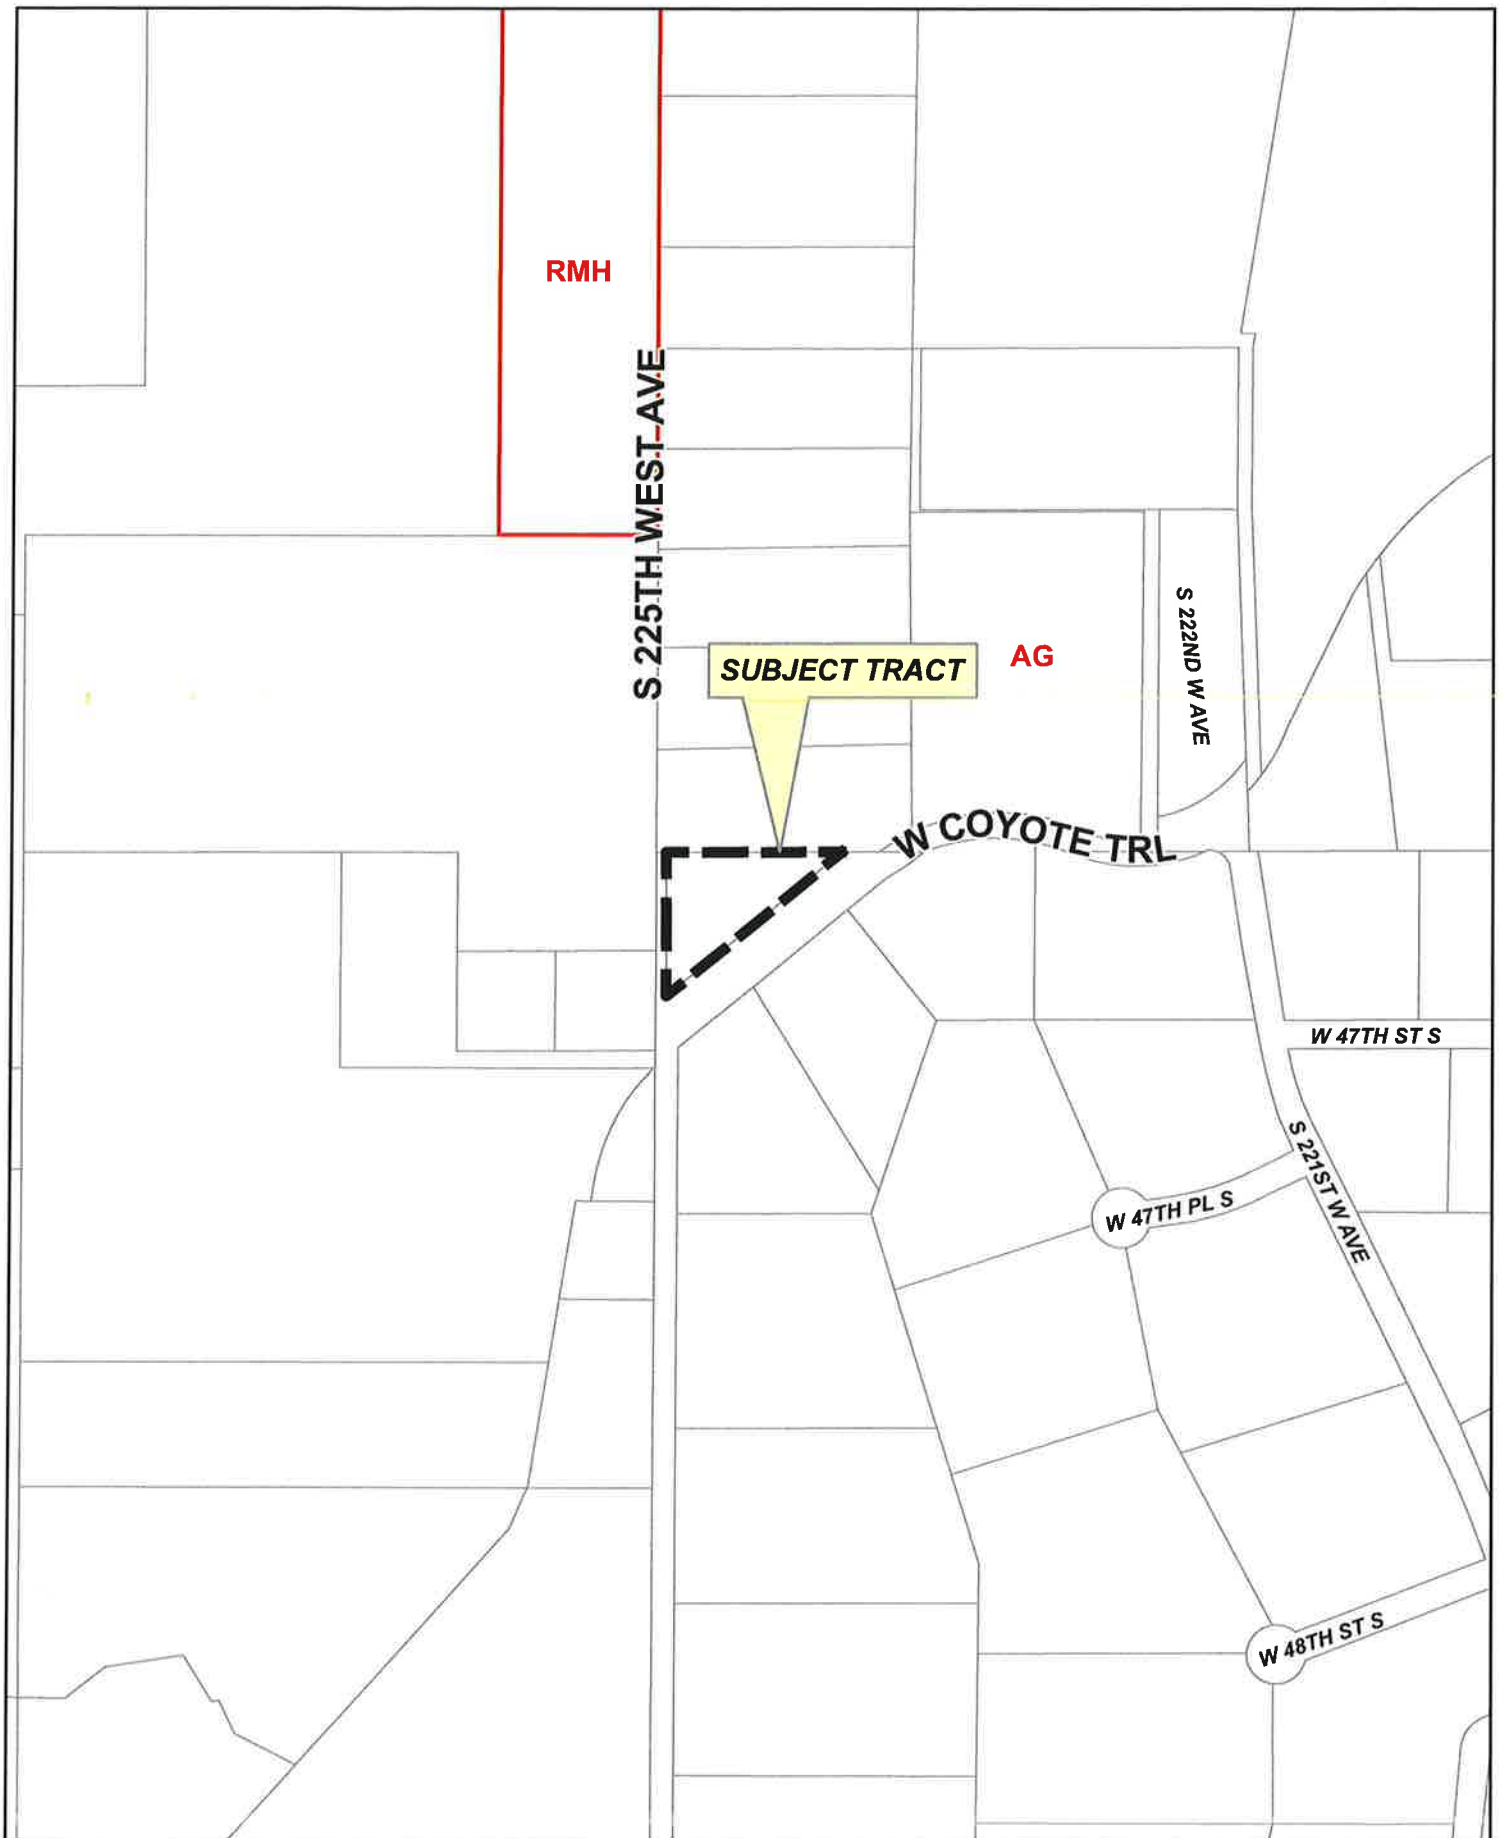 RMH
S 225TH WEST AVE
SUBJECT TRACT
AG
S 222ND W AVE
W COYOTE TRL
W 47TH ST S
S 221ST W AVE
W 47TH PL S
W 48TH ST S